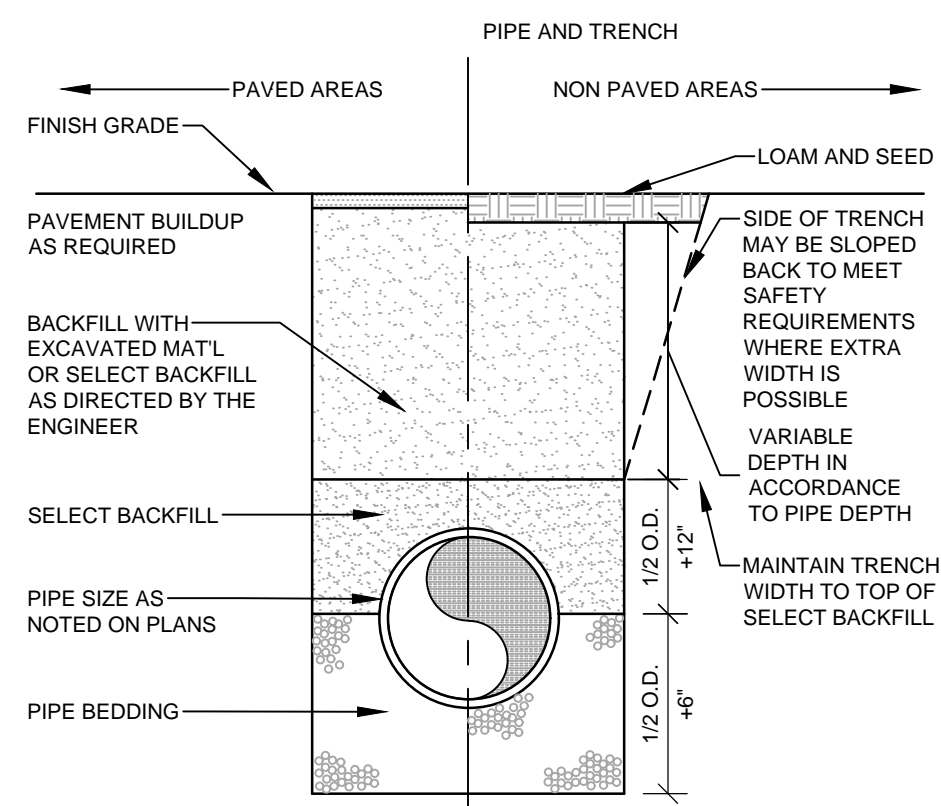 PIPE AND TRENCH
PAVED AREAS
NON PAVED AREAS
FINISH GRADE
LOAM AND SEED
PAVEMENT BUILDUP
AS REQUIRED
SIDE OF TRENCH
MAY BE SLOPED
BACK TO MEET
SAFETY
REQUIREMENTS
WHERE EXTRA
WIDTH IS
POSSIBLE
BACKFILL WITH
EXCAVATED MAT'L
OR SELECT BACKFILL
AS DIRECTED BY THE
ENGINEER
VARIABLE
DEPTH IN
ACCORDANCE
TO PIPE DEPTH
SELECT BACKFILL
1/2 O.D.
+12"
MAINTAIN TRENCH
WIDTH TO TOP OF
SELECT BACKFILL
PIPE SIZE AS
NOTED ON PLANS
PIPE BEDDING
1/2 O.D.
+6"